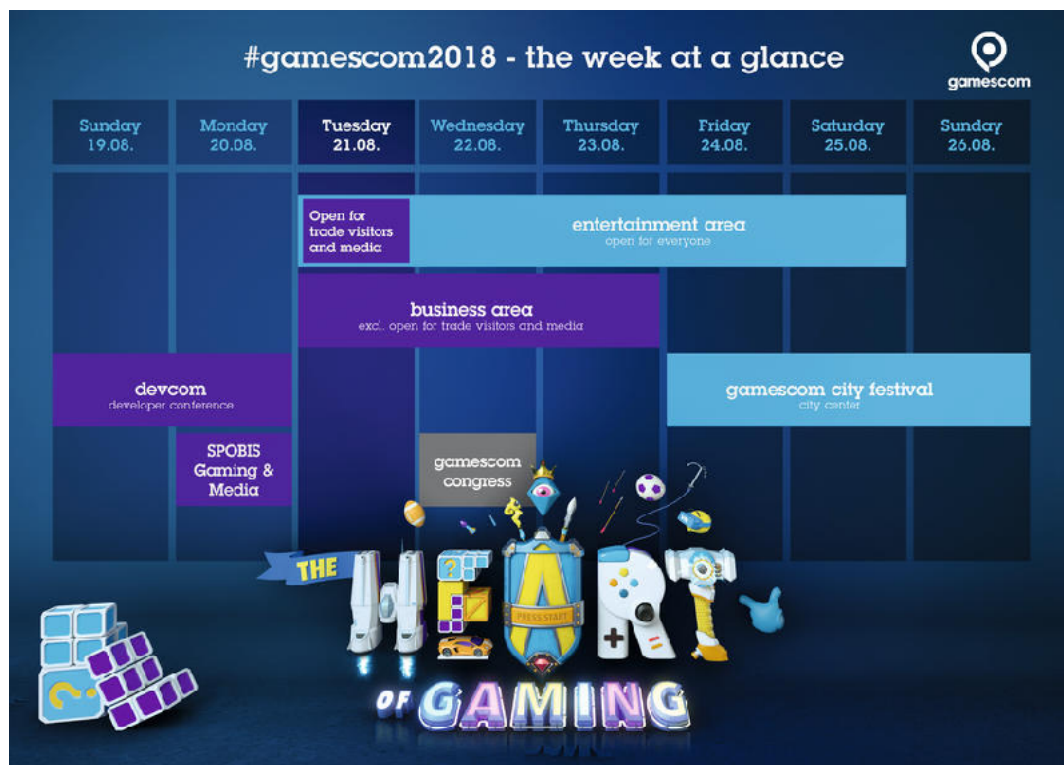 #gamescom2018 - the week at a glance
gamescom
Sunday
19.08.
Monday
20.08.
Tuesday
21.08.
Wednesday
22.08.
Thursday
23.08.
Friday
24.08.
Saturday
25.08.
Sunday
26.08.
Open for
trade visitors
and media
entertainment area
open for everyone
business area
excl. open for trade visitors and media
devcom
developer conference
gamescom city festival
city center
SPOBIS
Gaming &
Media
gamescom
congress
THE
HEART
?
PRESS START
OF GAMING
?